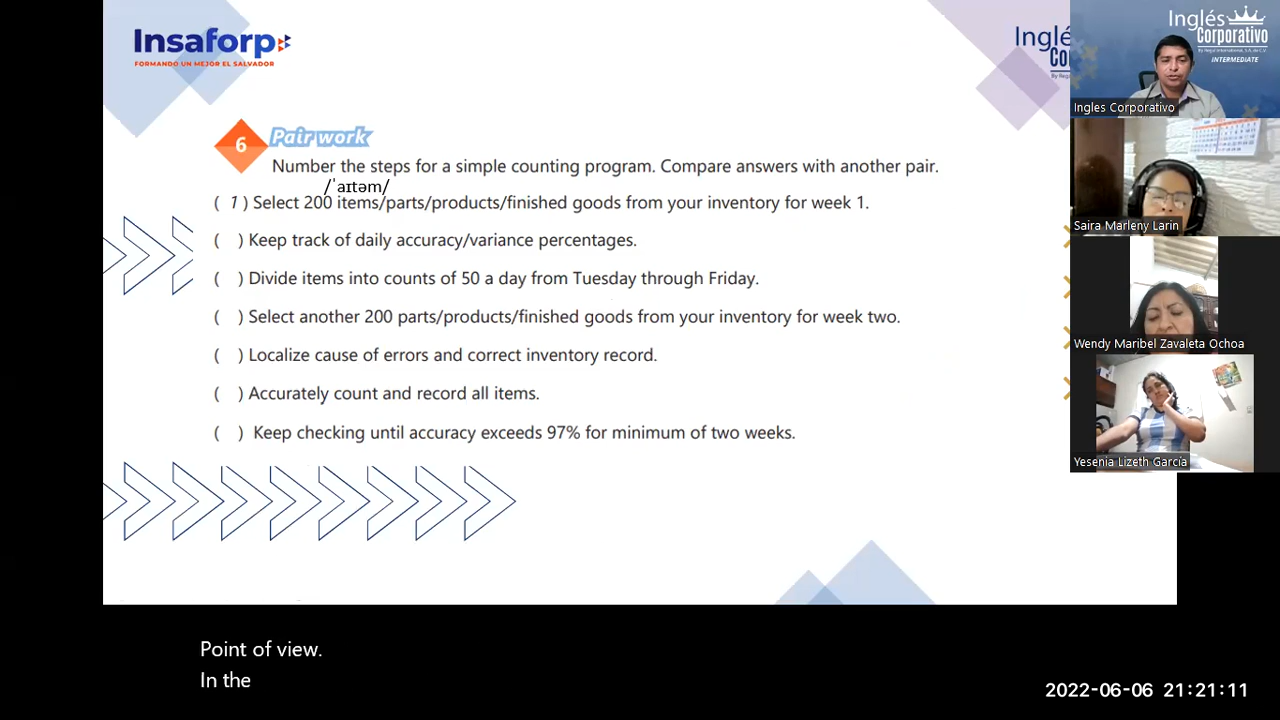 Insaforp
FORMANDO UN MEJOR EL SALVADOR
Inglé
Co
Inglés
Corporativo
By Regal International, S.A. de C.V.
INTERMEDIATE
Ingles Corporativo
6 Pair work
Number the steps for a simple counting program. Compare answers with another pair.
/ˈaɪtəm/
( 1 ) Select 200 items/parts/products/finished goods from your inventory for week 1.
( ) Keep track of daily accuracy/variance percentages.
( ) Divide items into counts of 50 a day from Tuesday through Friday.
( ) Select another 200 parts/products/finished goods from your inventory for week two.
( ) Localize cause of errors and correct inventory record.
( ) Accurately count and record all items.
( ) Keep checking until accuracy exceeds 97% for minimum of two weeks.
Saira Marleny Larin
Wendy Maribel Zavaleta Ochoa
Yesenia Lizeth Garcia
Point of view.
In the
2022-06-06 21:21:11